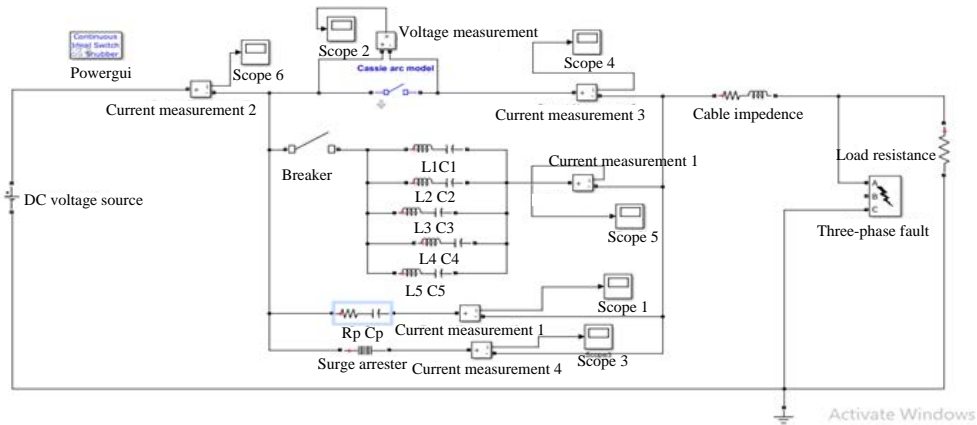 Continuous
Ideal Switch
Snubber
Powergui
Scope 6
Current measurement 2
Scope 2
Voltage measurement
Cassie arc model
Scope 4
Current measurement 3
Cable impedence
Load resistance
Breaker
L1C1
L2 C2
L3 C3
L4 C4
L5 C5
Current measurement 1
Scope 5
DC voltage source
A
B
C
Three-phase fault
Scope 1
Rp Cp
Current measurement 1
Surge arrester
Current measurement 4
Scope 3
Activate Windows